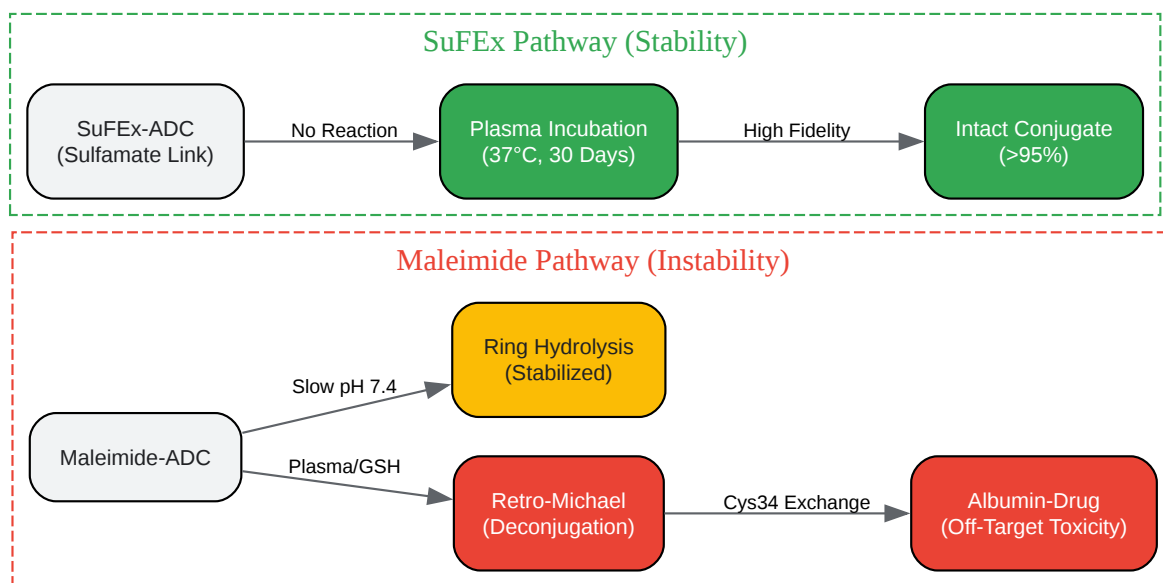 SuFEx Pathway (Stability)
SuFEx-ADC
(Sulfamate Link)
No Reaction
Plasma Incubation
(37°C, 30 Days)
High Fidelity
Intact Conjugate
(>95%)
Maleimide Pathway (Instability)
Maleimide-ADC
Slow pH 7.4
Ring Hydrolysis
(Stabilized)
Plasma/GSH
Retro-Michael
(Deconjugation)
Cys34 Exchange
Albumin-Drug
(Off-Target Toxicity)